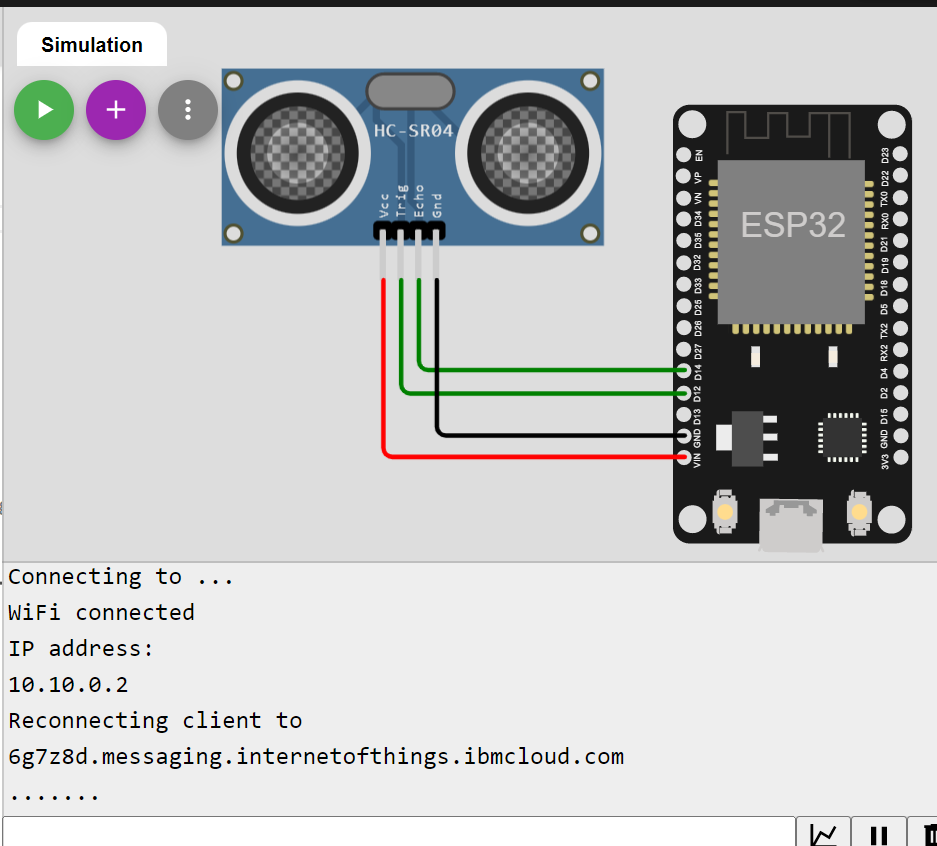 Simulation
HC-SR04
Vcc
Trig
Echo
Gnd
ESP32
EN
VP
VN
D34
D35
D32
D33
D25
D26
D27
D14
D12
D13
GND
VIN
D23
D22
TX0
RX0
D21
D19
D18
D5
TX2
RX2
D4
D2
D15
GND
3V3
Connecting to ...
WiFi connected
IP address:
10.10.0.2
Reconnecting client to
6g7z8d.messaging.internetofthings.ibmcloud.com
.......